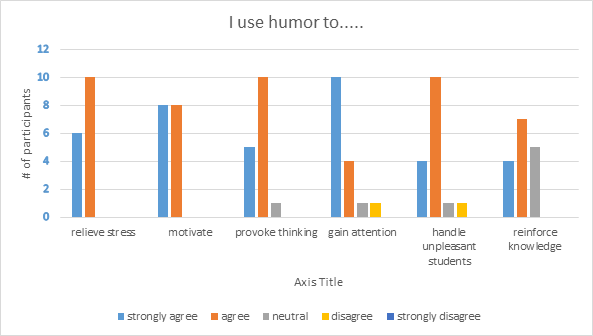 I use humor to.....
12
10
8
6
4
2
0
# of participants
relieve stress
motivate
provoke thinking
gain attention
handle
unpleasant
students
reinforce
knowledge
Axis Title
strongly agree agree neutral disagree strongly disagree